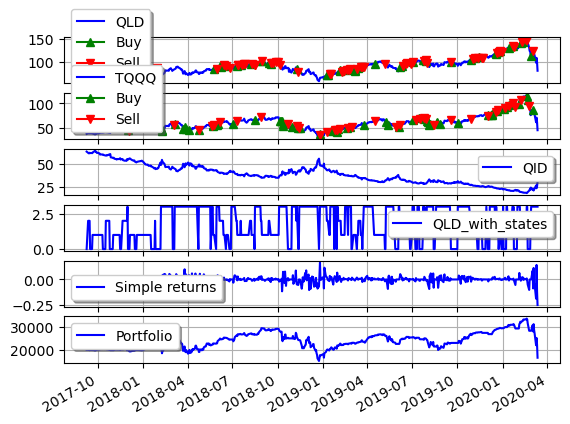 QLD
Buy
Sell
150
100
TQQQ
Buy
Sell
100
50
QID
50
25
QLD_with_states
2.5
0.0
Simple returns
0.00
−0.25
Portfolio
30000
20000
2017-10
2018-01
2018-04
2018-07
2018-10
2019-01
2019-04
2019-07
2019-10
2020-01
2020-04